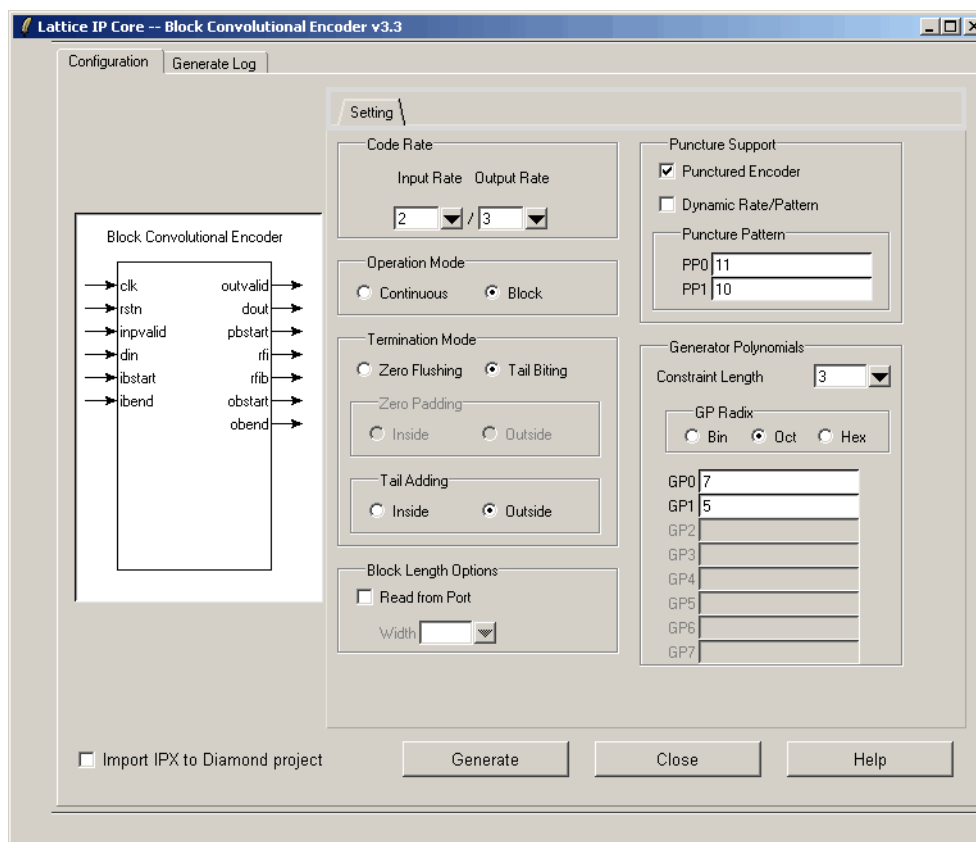 Lattice IP Core -- Block Convolutional Encoder v3.3
Configuration Generate Log
Setting
Block Convolutional Encoder
clk outvalid
rstn dout
inpvalid pbstart
din rfi
ibstart rfib
ibend obstart
obend
Code Rate
Input Rate Output Rate
2 / 3
Operation Mode
Continuous Block
Termination Mode
Zero Flushing Tail Biting
Zero Padding
Inside Outside
Tail Adding
Inside Outside
Block Length Options
Read from Port
Width
Puncture Support
Punctured Encoder
Dynamic Rate/Pattern
Puncture Pattern
PP0 11
PP1 10
Generator Polynomials
Constraint Length 3
GP Radix
Bin Oct Hex
GP0 7
GP1 5
GP2
GP3
GP4
GP5
GP6
GP7
Import IPX to Diamond project Generate Close Help